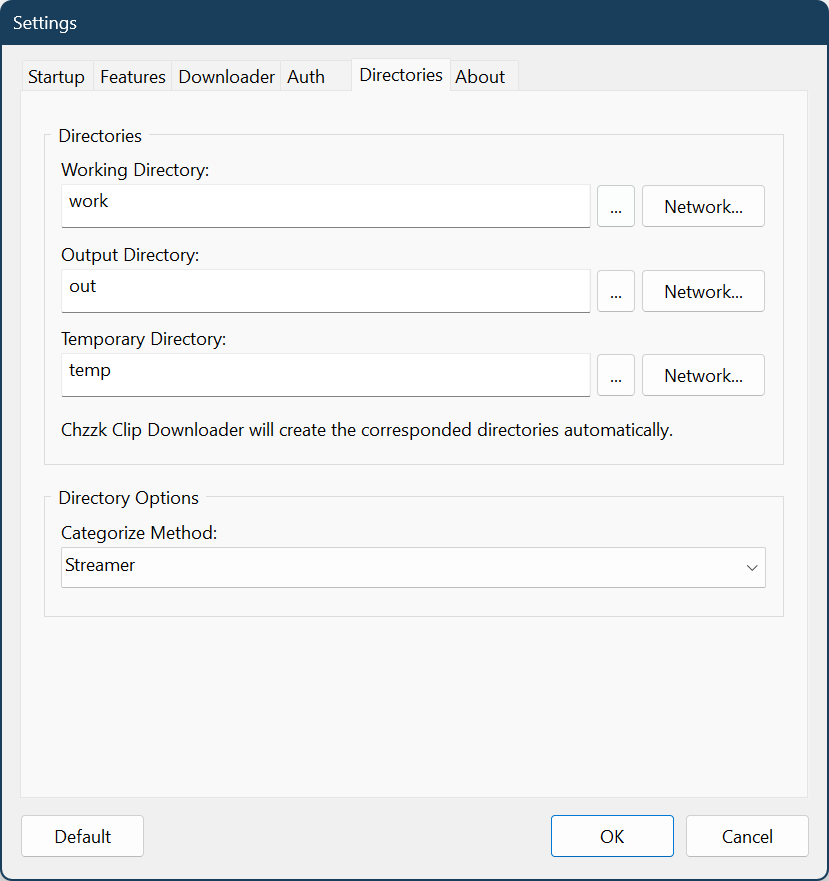 Settings
Startup Features Downloader Auth Directories About
Directories
Working Directory:
work ... Network...
Output Directory:
out ... Network...
Temporary Directory:
temp ... Network...
Chzzk Clip Downloader will create the corresponded directories automatically.
Directory Options
Categorize Method:
Streamer
Default OK Cancel